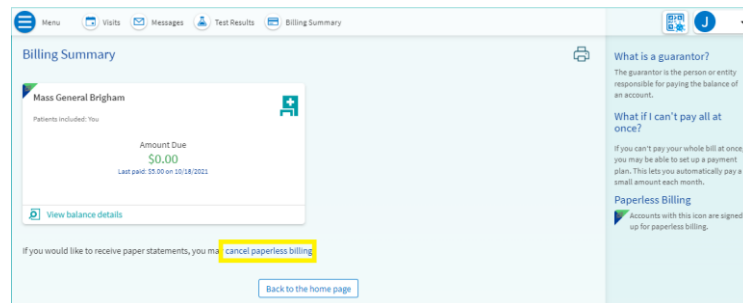 Menu Visits Messages Test Results Billing Summary J
Billing Summary
Mass General Brigham
Patients included: You
Amount Due
$0.00
Last paid: $5.00 on 10/18/2021
View balance details
If you would like to receive paper statements, you ma cancel paperless billing
Back to the home page
What is a guarantor?
The guarantor is the person or entity
responsible for paying the balance of
an account.
What if I can't pay all at
once?
If you can't pay your whole bill at once,
you may be able to set up a payment
plan. This lets you automatically pay a
small amount each month.
Paperless Billing
Accounts with this icon are signed
up for paperless billing.